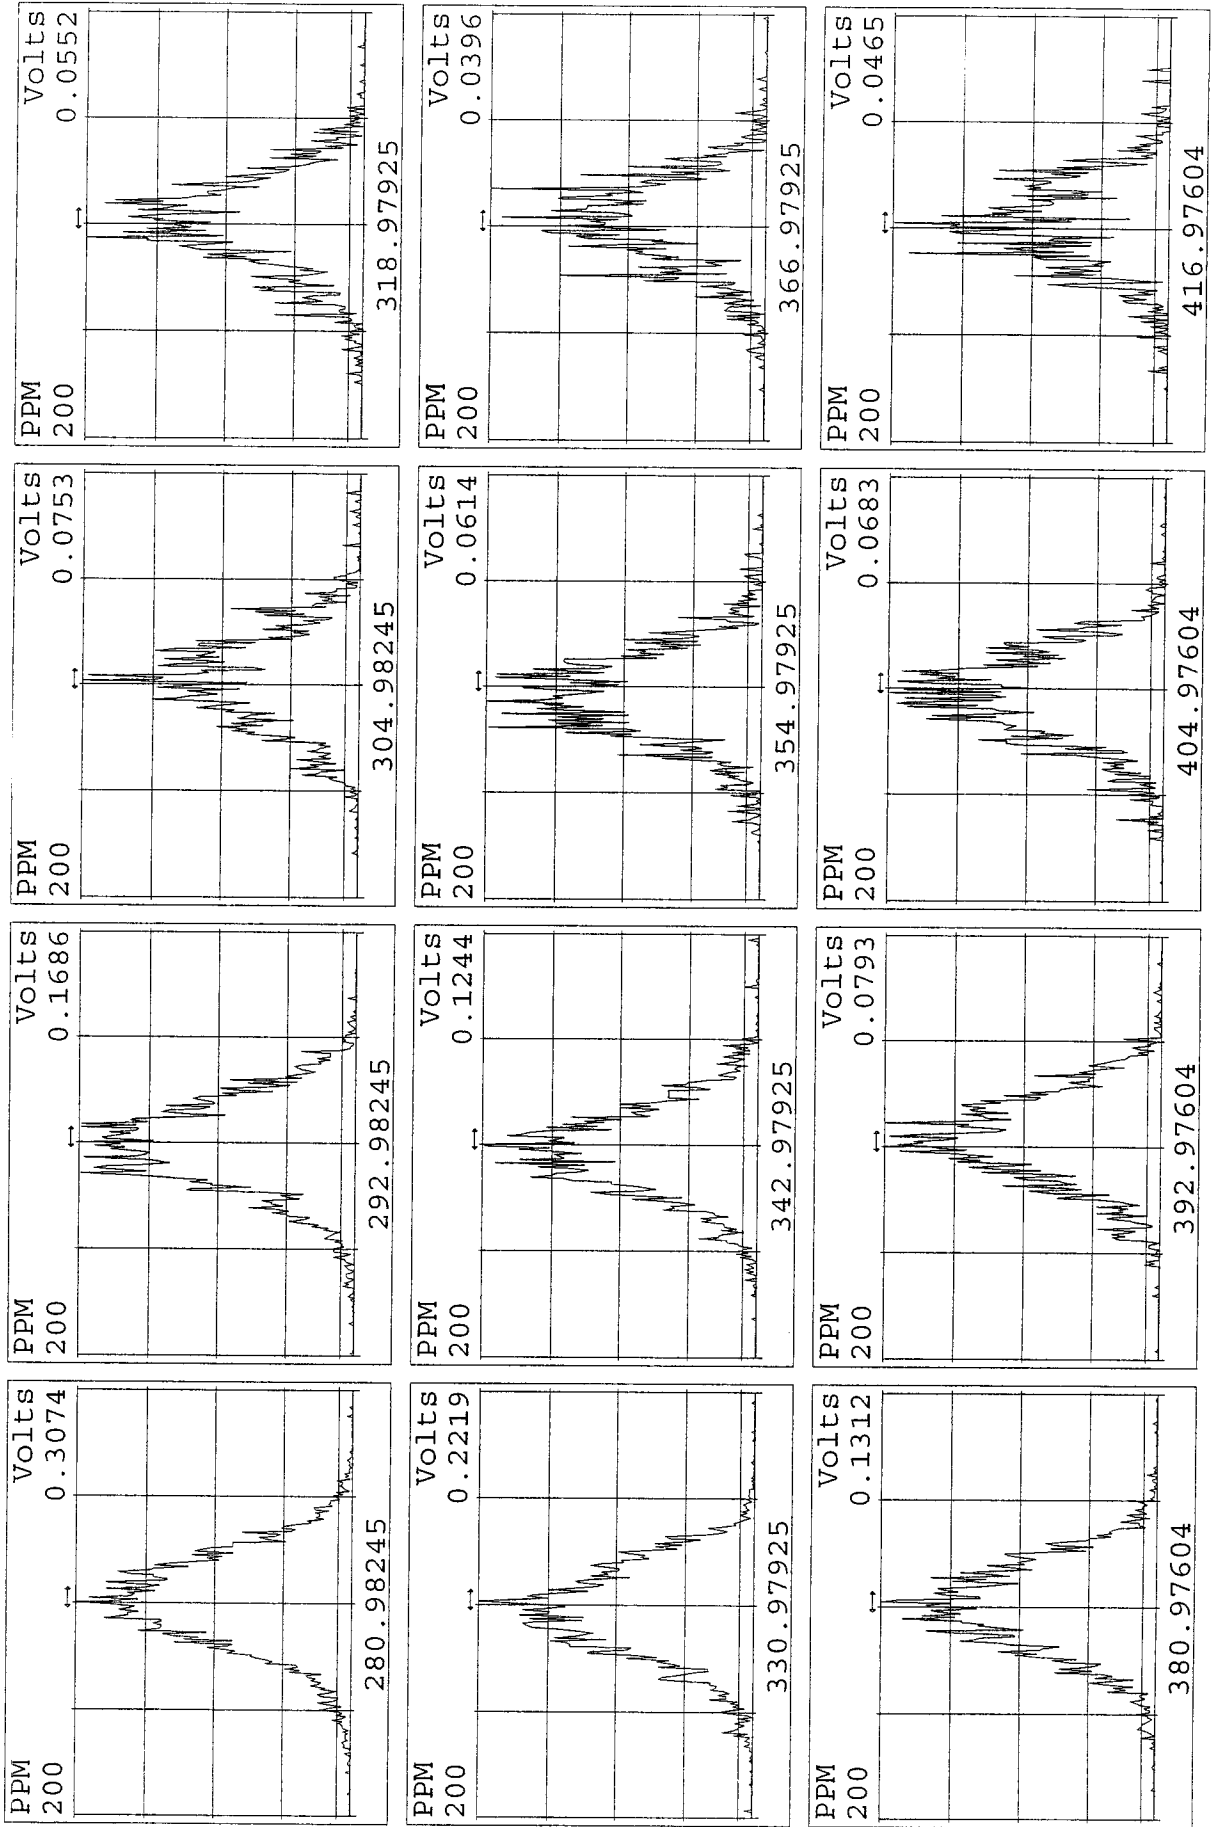 PPM Volts
200 0.3074
280.98245
PPM Volts
200 0.1686
292.98245
PPM Volts
200 0.0753
304.98245
PPM Volts
200 0.0552
318.97925
PPM Volts
200 0.2219
330.97925
PPM Volts
200 0.1244
342.97925
PPM Volts
200 0.0614
354.97925
PPM Volts
200 0.0396
366.97925
PPM Volts
200 0.1312
380.97604
PPM Volts
200 0.0793
392.97604
PPM Volts
200 0.0683
404.97604
PPM Volts
200 0.0465
416.97604